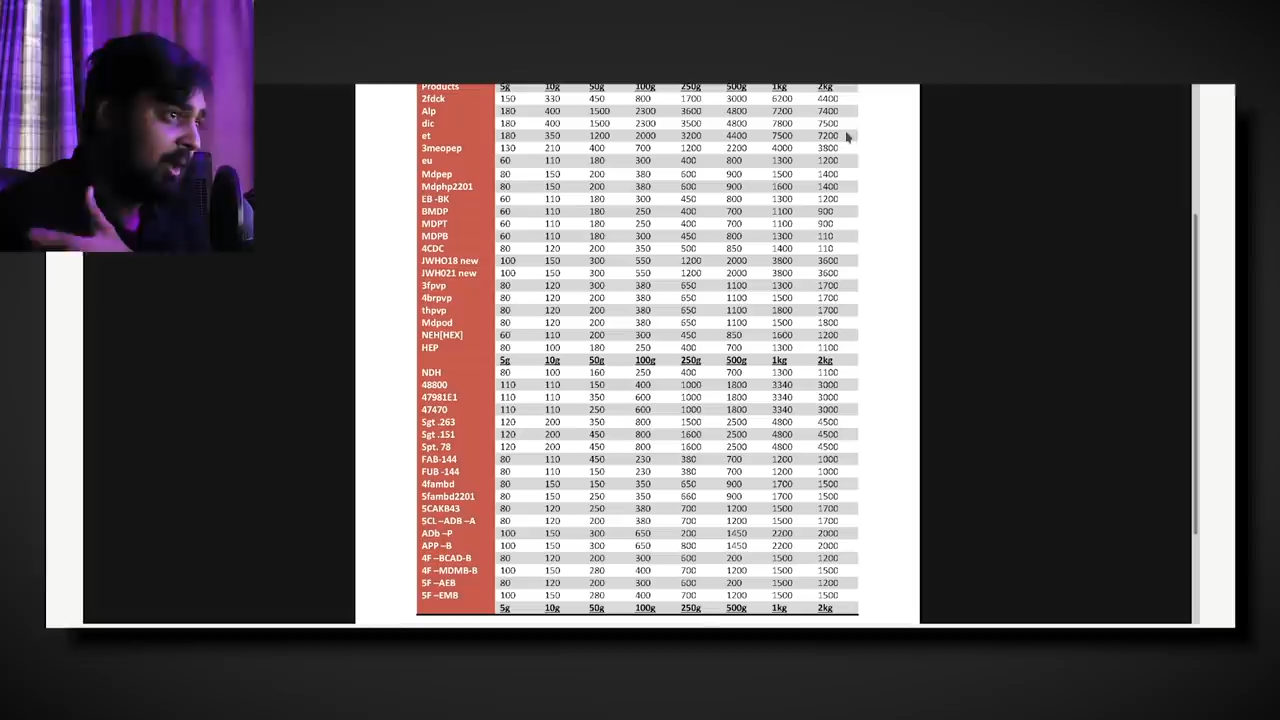 Products 5g 10g 50g 100g 250g 500g 1kg 2kg
2fdck 150 330 450 800 1700 3000 6200 4400
Alp 180 400 1500 2300 3600 4800 7200 7400
dic 180 400 1500 2300 3500 4800 7800 7500
et 180 350 1200 2000 3200 4400 7500 7200
3meopep 130 210 400 700 1200 2200 4000 3800
eu 60 110 180 300 400 800 1300 1200
Mdpep 80 150 200 380 600 900 1500 1400
Mdphp2201 80 150 200 380 600 900 1600 1400
EB -BK 60 110 180 300 450 800 1300 1200
BMDP 60 110 180 250 400 700 1100 900
MDPT 60 110 180 250 400 700 1100 900
MDPB 60 110 180 300 450 800 1300 110
4CDC 80 120 200 350 500 850 1400 110
JWHO18 new 100 150 300 550 1200 2000 3800 3600
JWH021 new 100 150 300 550 1200 2000 3800 3600
3fpvp 80 120 300 380 650 1100 1300 1700
4brpvp 80 120 200 380 650 1100 1500 1700
thpvp 80 120 200 380 650 1100 1800 1700
Mdpod 80 120 200 380 650 1100 1500 1800
NEH[HEX] 60 110 200 300 450 850 1600 1200
HEP 80 100 180 250 400 700 1300 1100
5g 10g 50g 100g 250g 500g 1kg 2kg
NDH 80 100 160 250 400 700 1300 1100
48800 110 110 150 400 1000 1800 3340 3000
47981E1 110 110 350 600 1000 1800 3340 3000
47470 110 110 250 600 1000 1800 3340 3000
Sgt .263 120 200 350 800 1500 2500 4800 4500
Sgt .151 120 200 450 800 1600 2500 4800 4500
Spt. 78 120 200 450 800 1600 2500 4800 4500
FAB-144 80 110 450 230 380 700 1200 1000
FUB -144 80 110 150 230 380 700 1200 1000
4fambd 80 150 150 350 650 900 1700 1500
5fambd2201 80 150 250 350 660 900 1700 1500
5CAKB43 80 120 250 380 700 1200 1500 1700
5CL –ADB –A 80 120 200 380 700 1200 1500 1700
ADb –P 100 150 300 650 200 1450 2200 2000
APP –B 100 150 300 650 800 1450 2200 2000
4F –BCAD-B 80 120 200 300 600 200 1500 1200
4F –MDMB-B 100 150 280 400 700 1200 1500 1500
5F –AEB 80 120 200 300 600 200 1500 1200
5F –EMB 100 150 280 400 700 1200 1500 1500
5g 10g 50g 100g 250g 500g 1kg 2kg